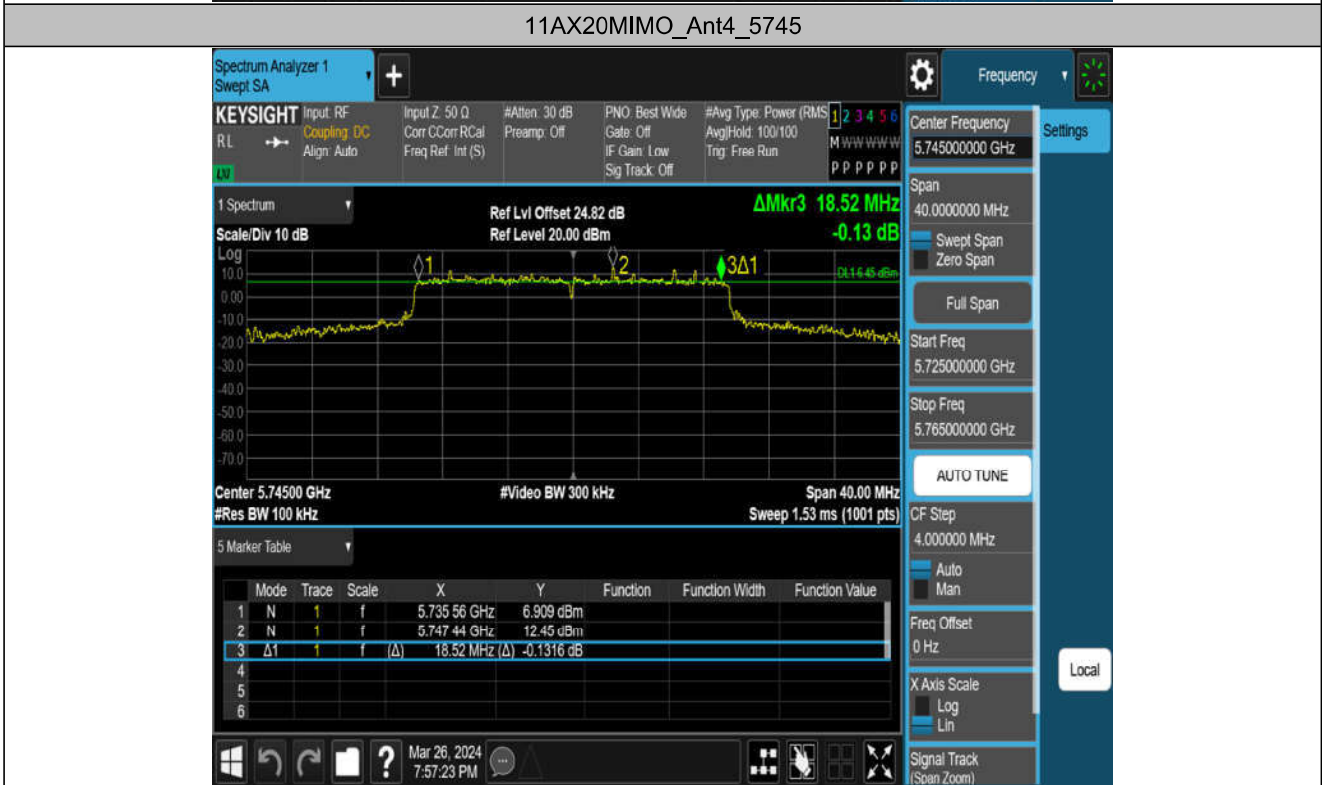 11AX20MIMO_Ant4_5745
Spectrum Analyzer 1
Swept SA
+
Frequency
KEYSIGHT
RL
LXI
Input: RF
Coupling: DC
Align: Auto
Input Z: 50 Ω
Corr CCorr RCal
Freq Ref: Int (S)
#Atten: 30 dB
Preamp: Off
PNO: Best Wide
Gate: Off
IF Gain: Low
Sig Track: Off
#Avg Type: Power (RMS
Avg|Hold: 100/100
Trig: Free Run
1 2 3 4 5 6
M W W W W W
P P P P P P
Center Frequency
5.745000000 GHz
Settings
Span
40.0000000 MHz
Swept Span
Zero Span
Full Span
Start Freq
5.725000000 GHz
Stop Freq
5.765000000 GHz
AUTO TUNE
CF Step
4.000000 MHz
Auto
Man
Freq Offset
0 Hz
X Axis Scale
Log
Lin
Signal Track
(Span Zoom)
Local
1 Spectrum
Scale/Div 10 dB
Ref Lvl Offset 24.82 dB
Ref Level 20.00 dBm
ΔMkr3 18.52 MHz
-0.13 dB
Log
10.0
0.00
-10.0
-20.0
-30.0
-40.0
-50.0
-60.0
-70.0
1
2
3Δ1
DL1 6.45 dBm
Center 5.74500 GHz
#Video BW 300 kHz
Span 40.00 MHz
#Res BW 100 kHz
Sweep 1.53 ms (1001 pts)
5 Marker Table
Mode Trace Scale X Y Function Function Width Function Value
1 N 1 f 5.735 56 GHz 6.909 dBm
2 N 1 f 5.747 44 GHz 12.45 dBm
3 Δ1 1 f (Δ) 18.52 MHz (Δ) -0.1316 dB
4
5
6
?
Mar 26, 2024
7:57:23 PM